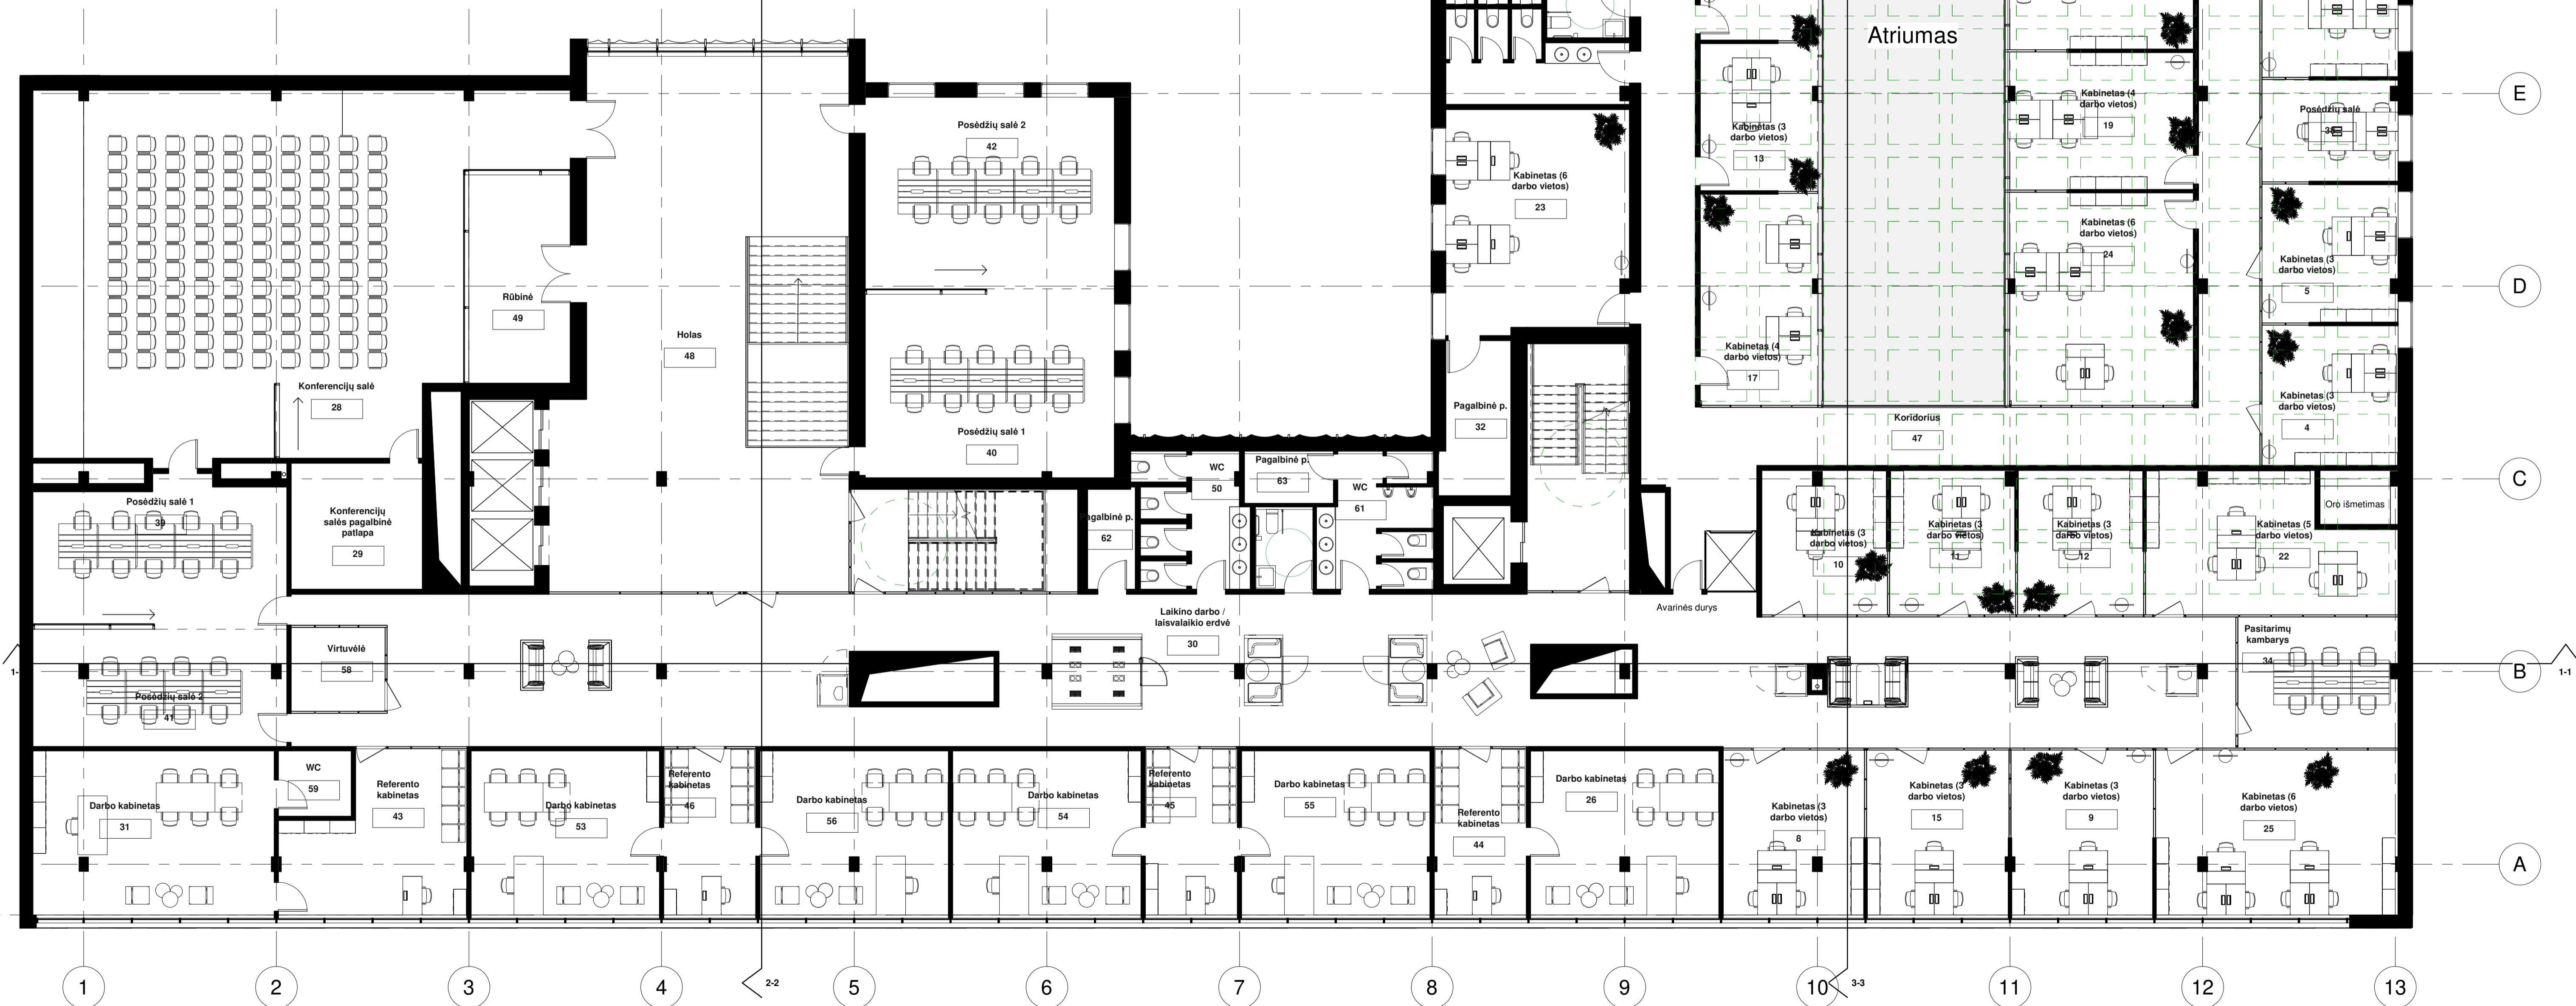 Atriumas
Kabinetas (4
darbo vietos)
19
Posėdžių salė
Posėdžių salė 2
42
Kabinetas (3
darbo vietos)
13
Kabinetas (6
darbo vietos)
23
Kabinetas (6
darbo vietos)
24
Kabinetas (3
darbo vietos)
5
Rūbinė
49
Holas
48
Kabinetas (4
darbo vietos)
17
Konferencijų salė
28
Posėdžių salė 1
40
Pagalbinė p.
32
Koridorius
47
Kabinetas (3
darbo vietos)
4
WC
50
Pagalbinė p.
63
WC
61
Posėdžių salė 1
39
Konferencijų
salės pagalbinė
patlapa
29
Pagalbinė p.
62
Kabinetas (3
darbo vietos)
10
Kabinetas (3
darbo vietos)
11
Kabinetas (3
darbo vietos)
12
Kabinetas (5
darbo vietos)
22
Oro išmetimas
Avarinės durys
Laikino darbo /
laisvalaikio erdvė
30
Virtuvėlė
58
Posėdžių salė 2
41
Pasitarimų
kambarys
34
1-
1-1
Darbo kabinetas
31
WC
59
Referento
kabinetas
43
Darbo kabinetas
53
Referento
kabinetas
46
Darbo kabinetas
56
Darbo kabinetas
54
Referento
kabinetas
45
Darbo kabinetas
55
Referento
kabinetas
44
Darbo kabinetas
26
Kabinetas (3
darbo vietos)
8
Kabinetas (3
darbo vietos)
15
Kabinetas (3
darbo vietos)
9
Kabinetas (6
darbo vietos)
25
E
D
C
B
A
1 2 3 4 2-2 5 6 7 8 9 10 3-3 11 12 13